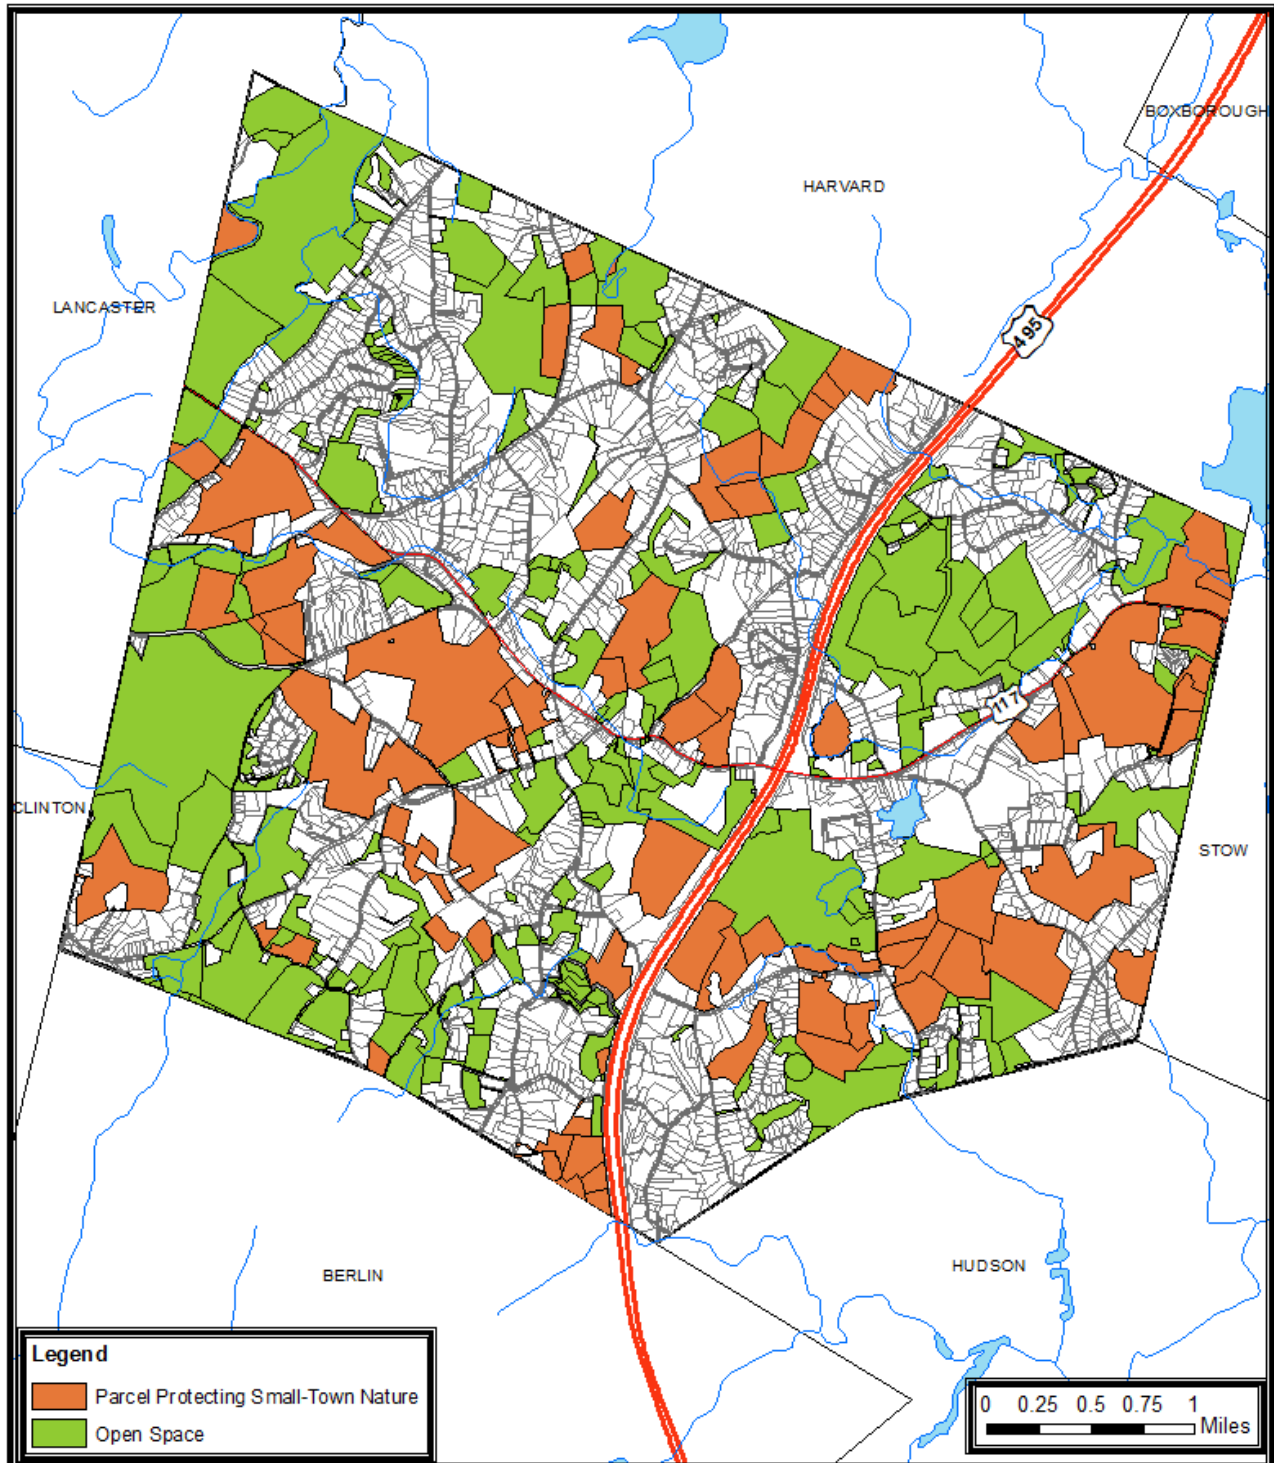 BOXBOROUGH
HARVARD
LANCASTER
495
117
CLINTON
STOW
HUDSON
BERLIN
Legend
Parcel Protecting Small-Town Nature
Open Space
0 0.25 0.5 0.75 1
Miles